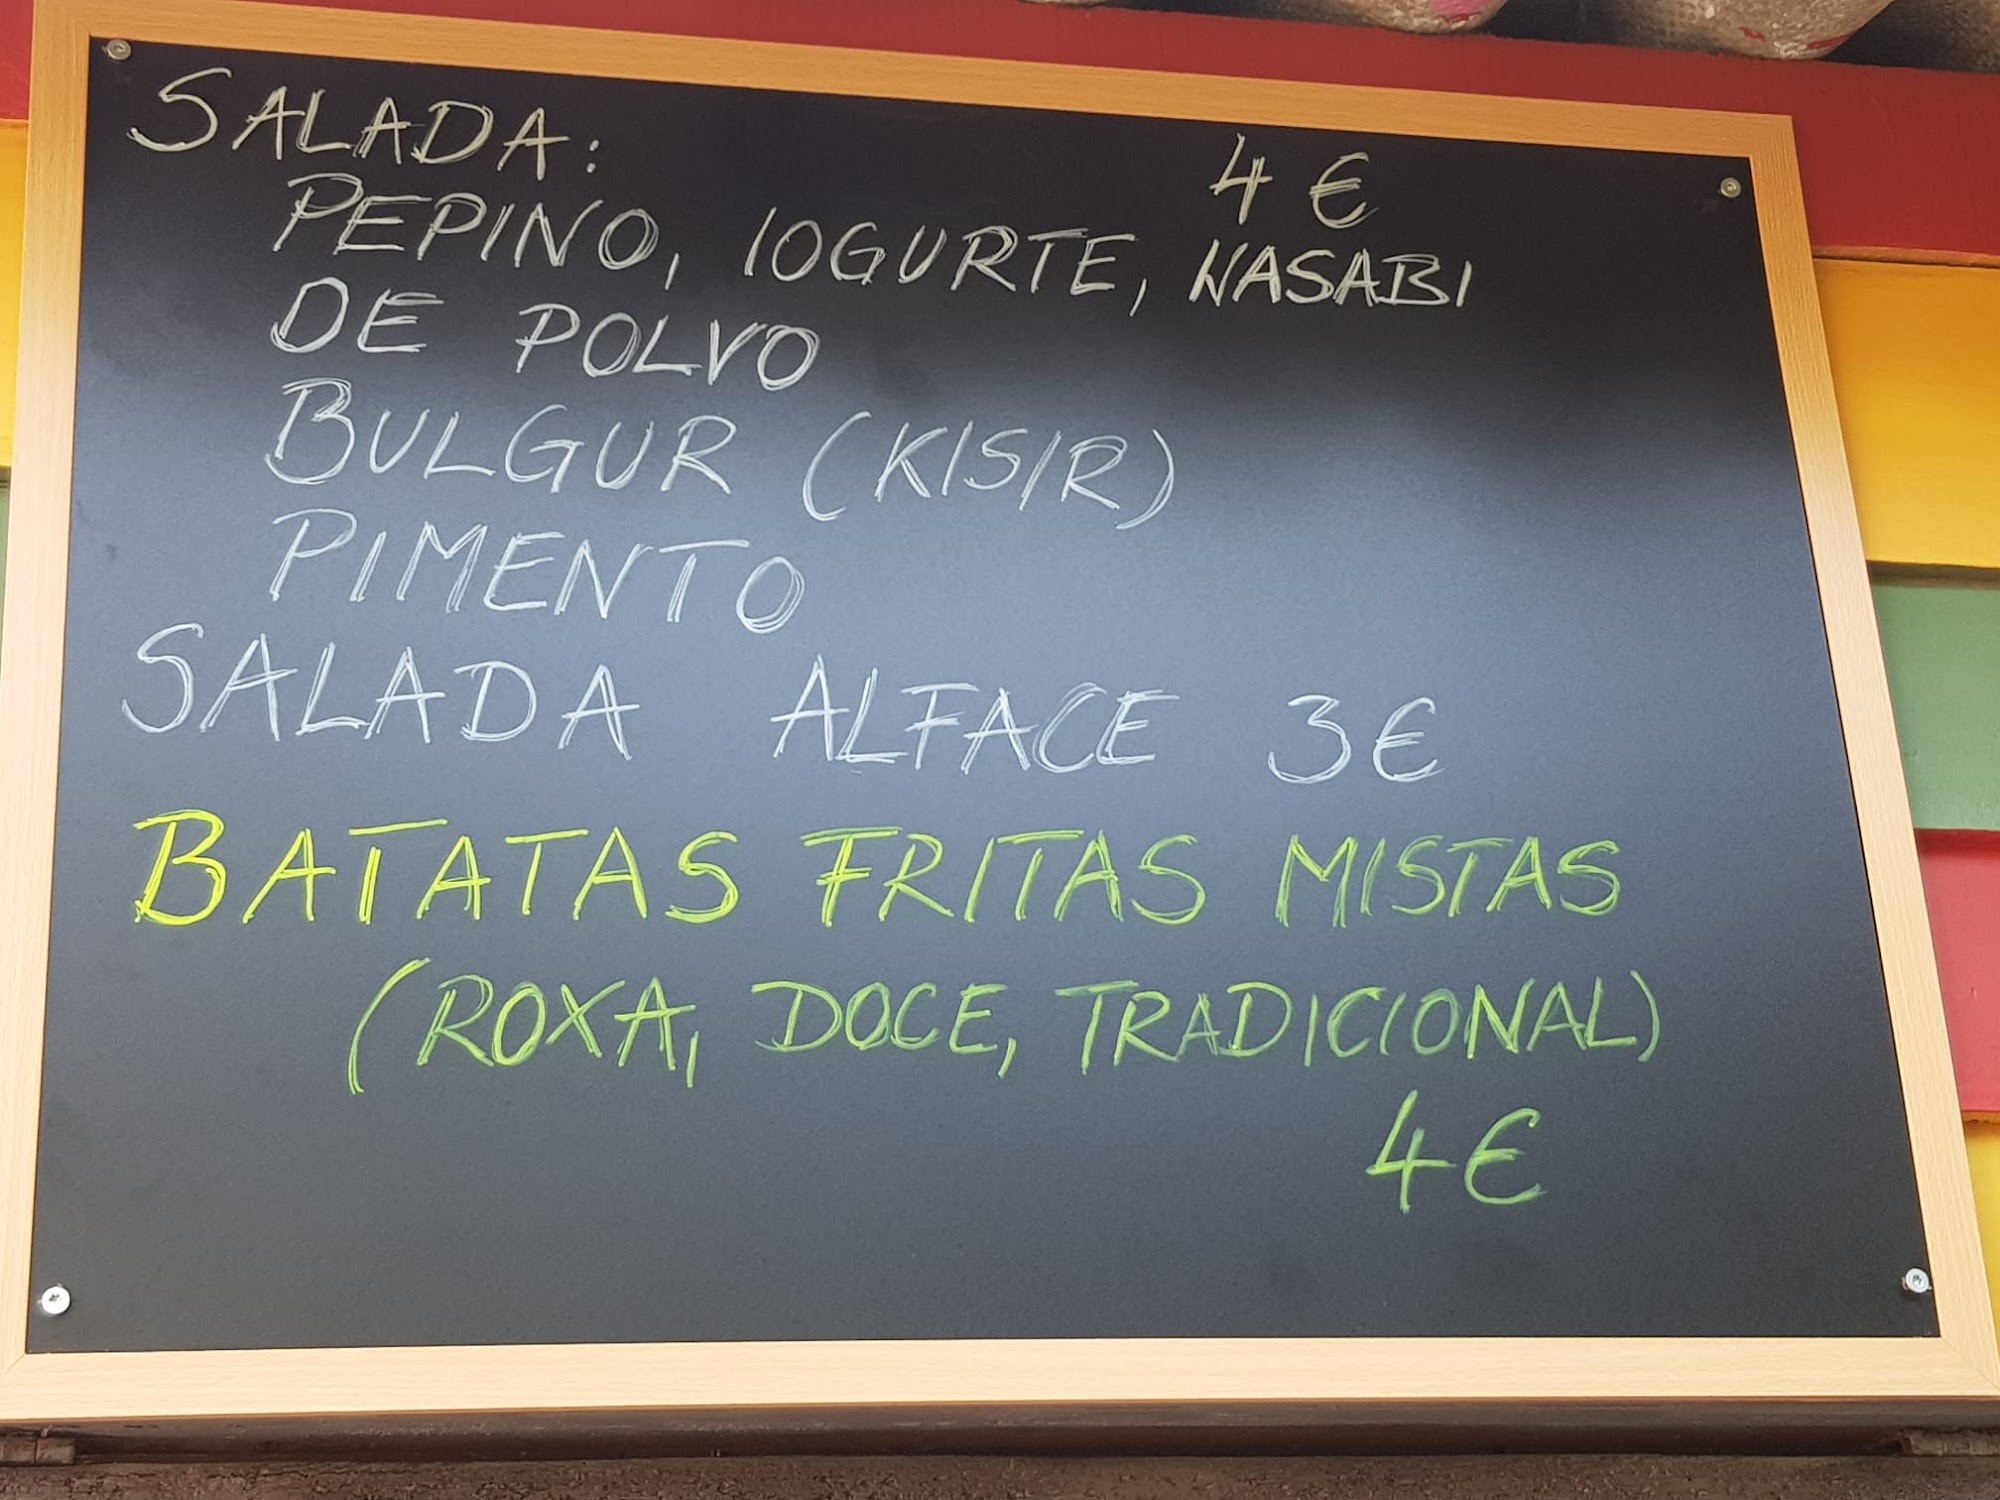 SALADA: 4 €
PEPINO, IOGURTE, WASABI
DE POLVO
BULGUR (KISIR)
PIMENTO
SALADA ALFACE 3€
BATATAS FRITAS MISTAS
(ROXA, DOCE, TRADICIONAL)
4€